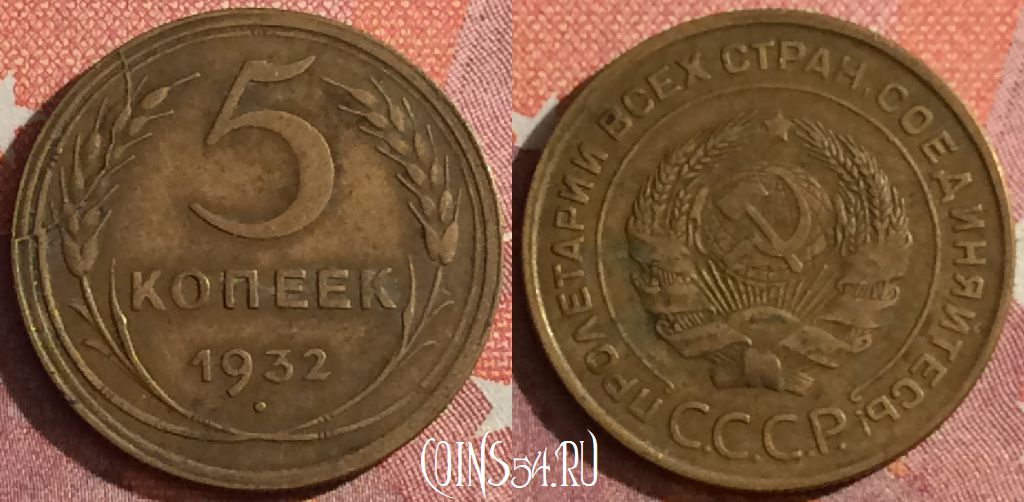 5
КОПЕЕК
1932
ПРОЛЕТАРИИ ВСЕХ СТРАН, СОЕДИНЯЙТЕСЬ!
С.С.С.Р.
COINS54.RU